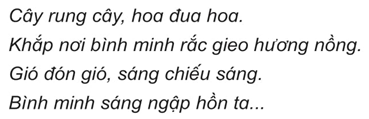 Cây rung cây, hoa đua hoa.
Khắp nơi bình minh rắc gieo hương nồng.
Gió đón gió, sáng chiếu sáng.
Bình minh sáng ngập hồn ta...